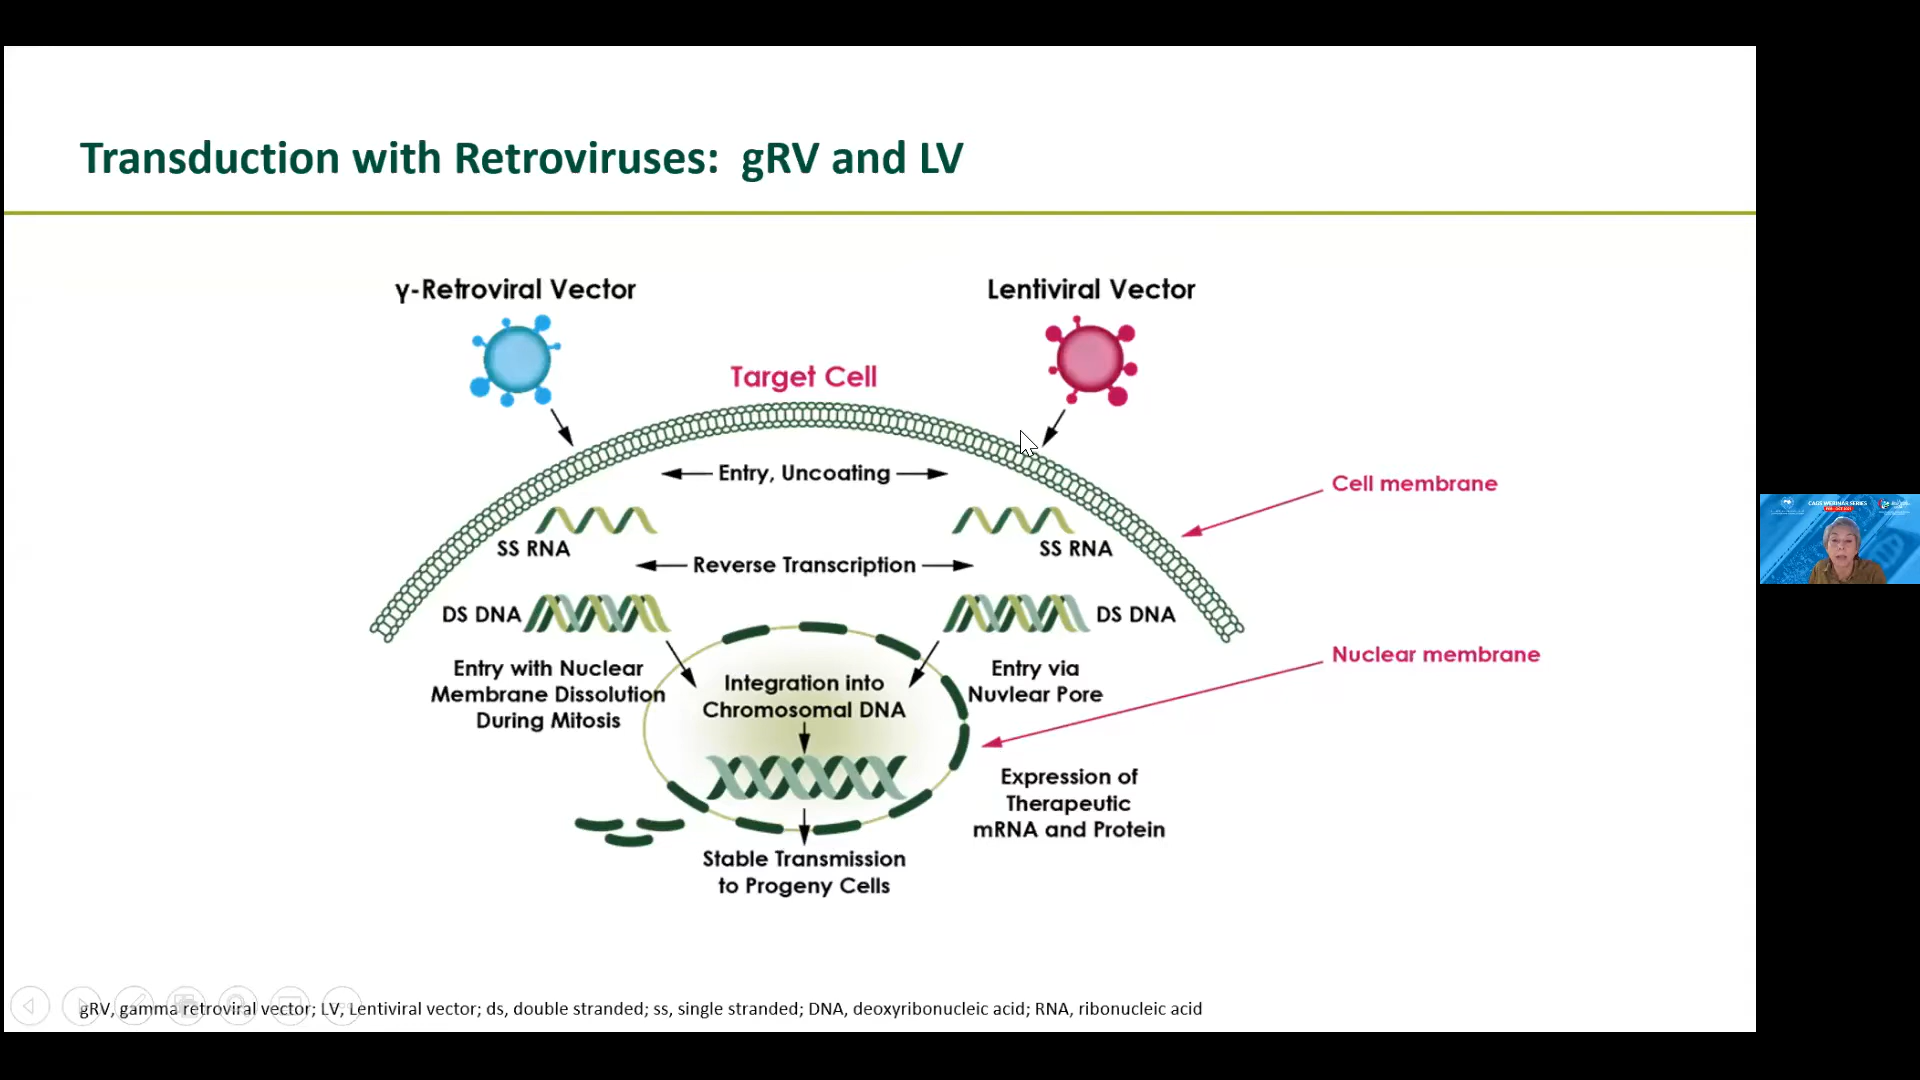 Transduction with Retroviruses: gRV and LV
γ-Retroviral Vector
Lentiviral Vector
Target Cell
Entry, Uncoating
Cell membrane
SS RNA
SS RNA
Reverse Transcription
DS DNA
DS DNA
Entry with Nuclear
Membrane Dissolution
During Mitosis
Integration into
Chromosomal DNA
Entry via
Nuvlear Pore
Nuclear membrane
Expression of
Therapeutic
mRNA and Protein
Stable Transmission
to Progeny Cells
gRV, gamma retroviral vector; LV, Lentiviral vector; ds, double stranded; ss, single stranded; DNA, deoxyribonucleic acid; RNA, ribonucleic acid
CAGS WEBINAR SERIES